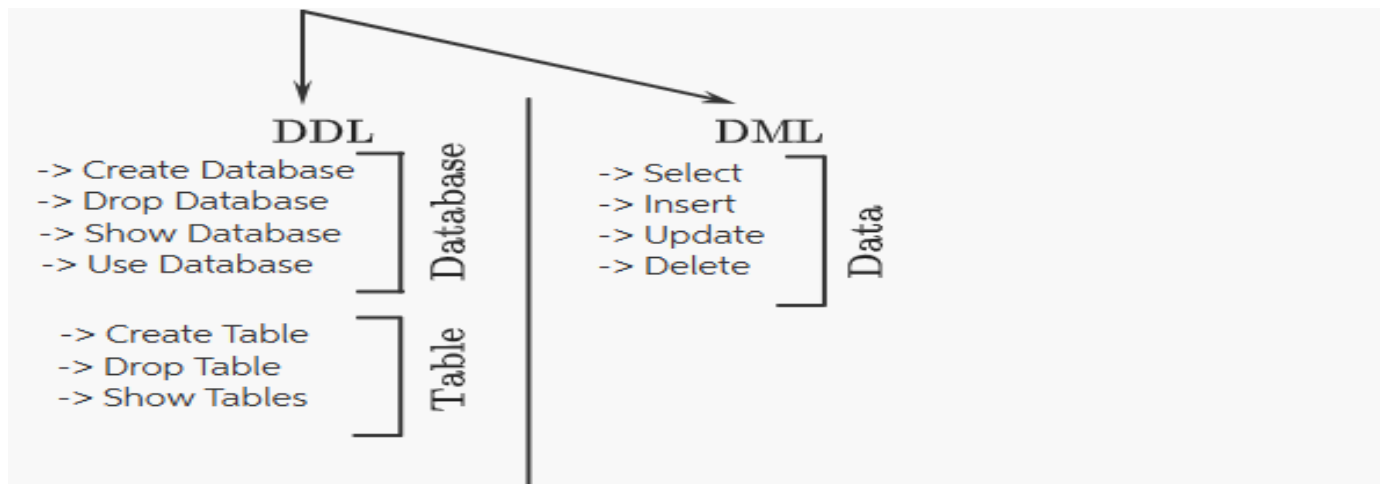 DDL
-> Create Database
-> Drop Database
-> Show Database
-> Use Database
Database
-> Create Table
-> Drop Table
-> Show Tables
Table
DML
-> Select
-> Insert
-> Update
-> Delete
Data